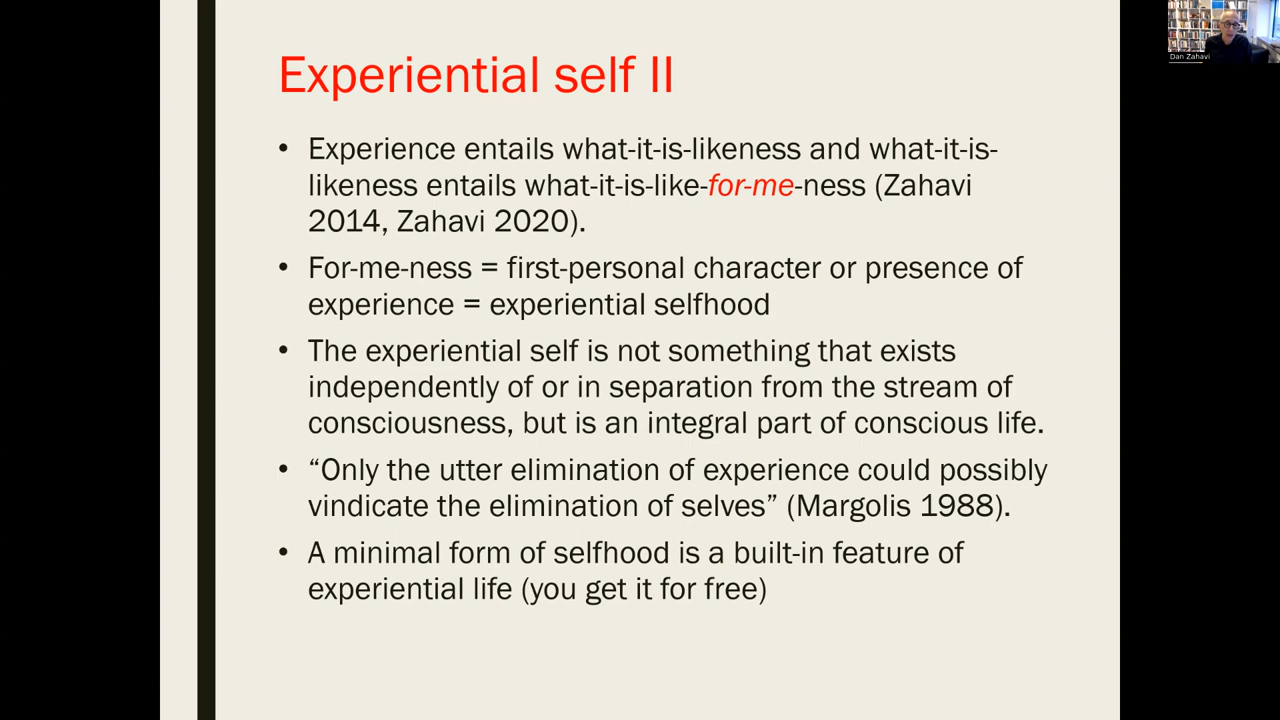 Experiential self II
• Experience entails what-it-is-likeness and what-it-is-
likeness entails what-it-is-like-for-me-ness (Zahavi
2014, Zahavi 2020).
• For-me-ness = first-personal character or presence of
experience = experiential selfhood
• The experiential self is not something that exists
independently of or in separation from the stream of
consciousness, but is an integral part of conscious life.
• “Only the utter elimination of experience could possibly
vindicate the elimination of selves” (Margolis 1988).
• A minimal form of selfhood is a built-in feature of
experiential life (you get it for free)
Dan Zahavi